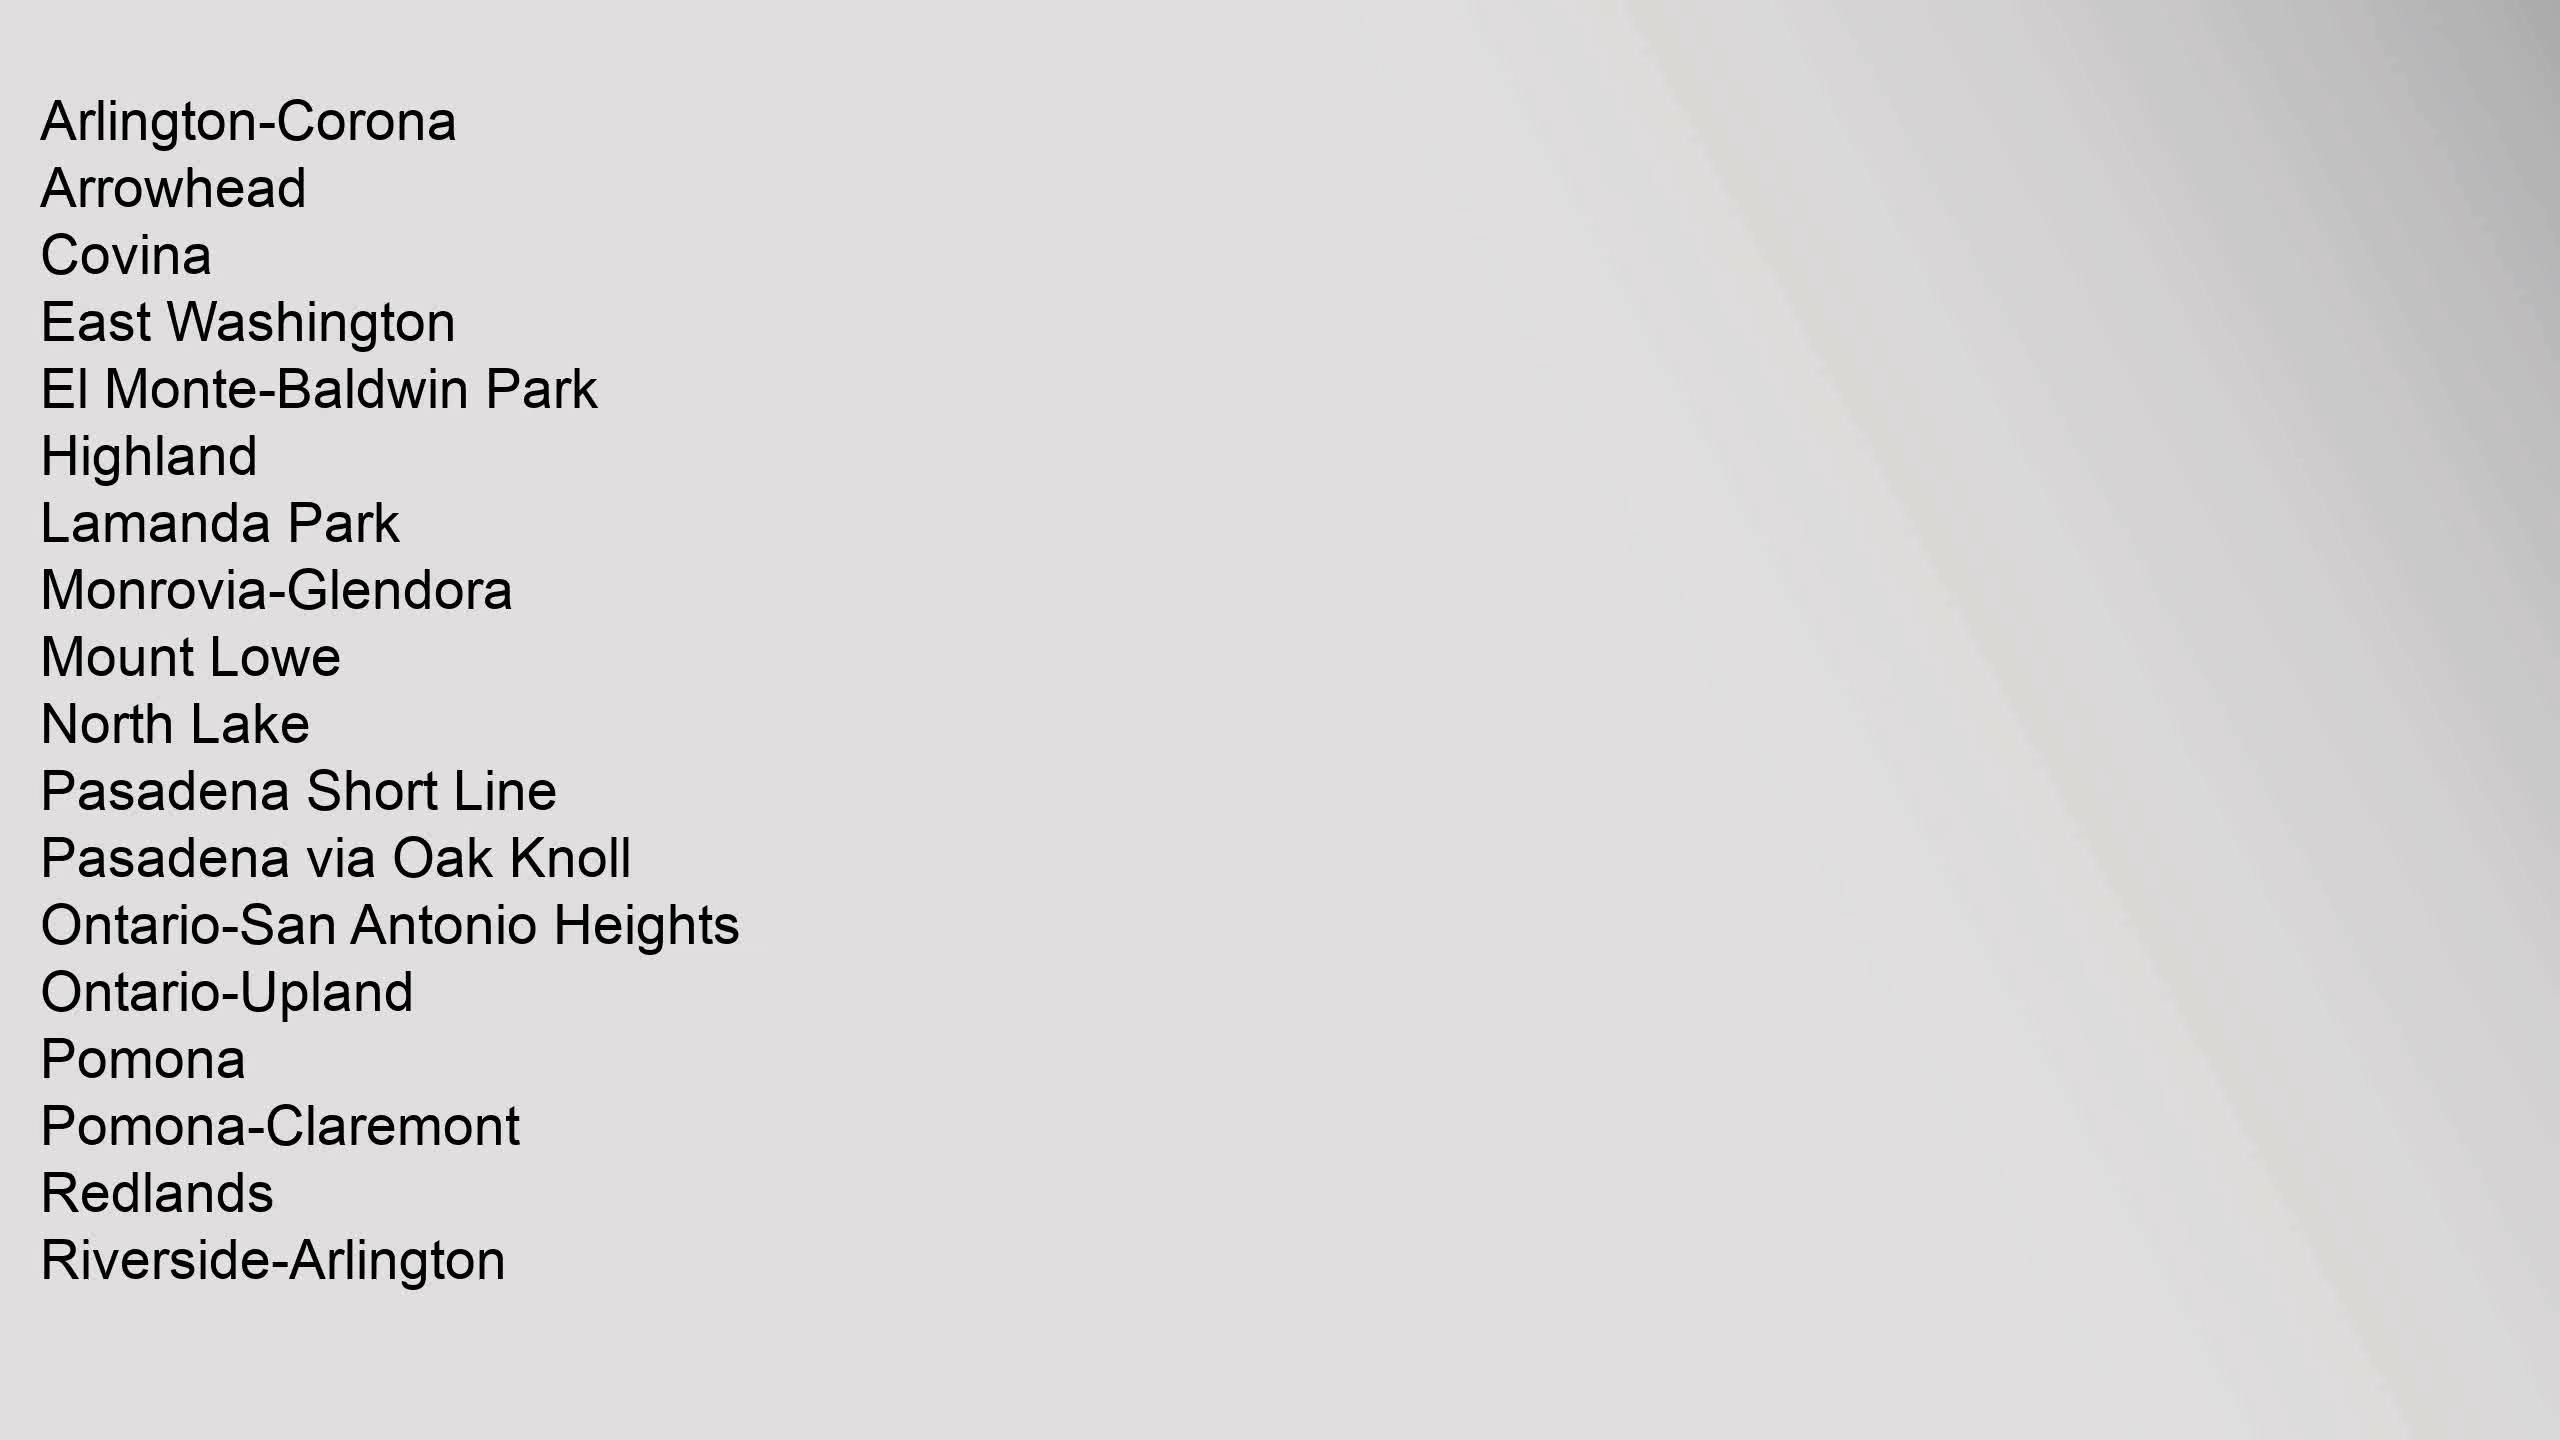 Arlington-Corona
Arrowhead
Covina
East Washington
El Monte-Baldwin Park
Highland
Lamanda Park
Monrovia-Glendora
Mount Lowe
North Lake
Pasadena Short Line
Pasadena via Oak Knoll
Ontario-San Antonio Heights
Ontario-Upland
Pomona
Pomona-Claremont
Redlands
Riverside-Arlington